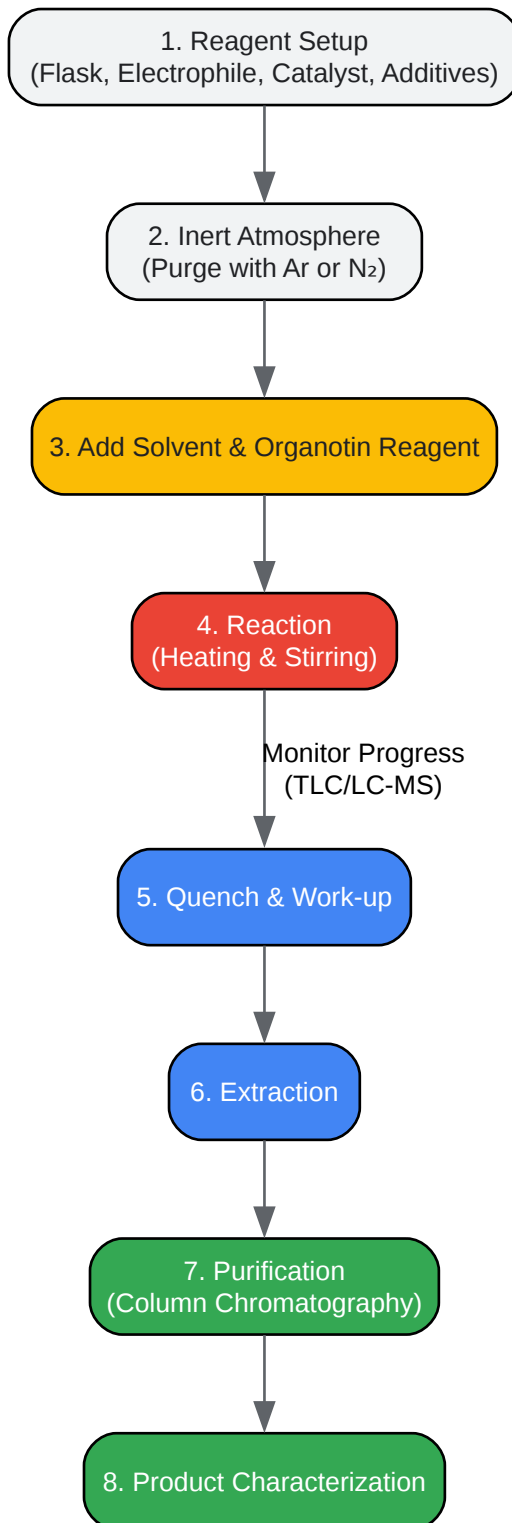 1. Reagent Setup
(Flask, Electrophile, Catalyst, Additives)
2. Inert Atmosphere
(Purge with Ar or N₂)
3. Add Solvent & Organotin Reagent
4. Reaction
(Heating & Stirring)
Monitor Progress
(TLC/LC-MS)
5. Quench & Work-up
6. Extraction
7. Purification
(Column Chromatography)
8. Product Characterization